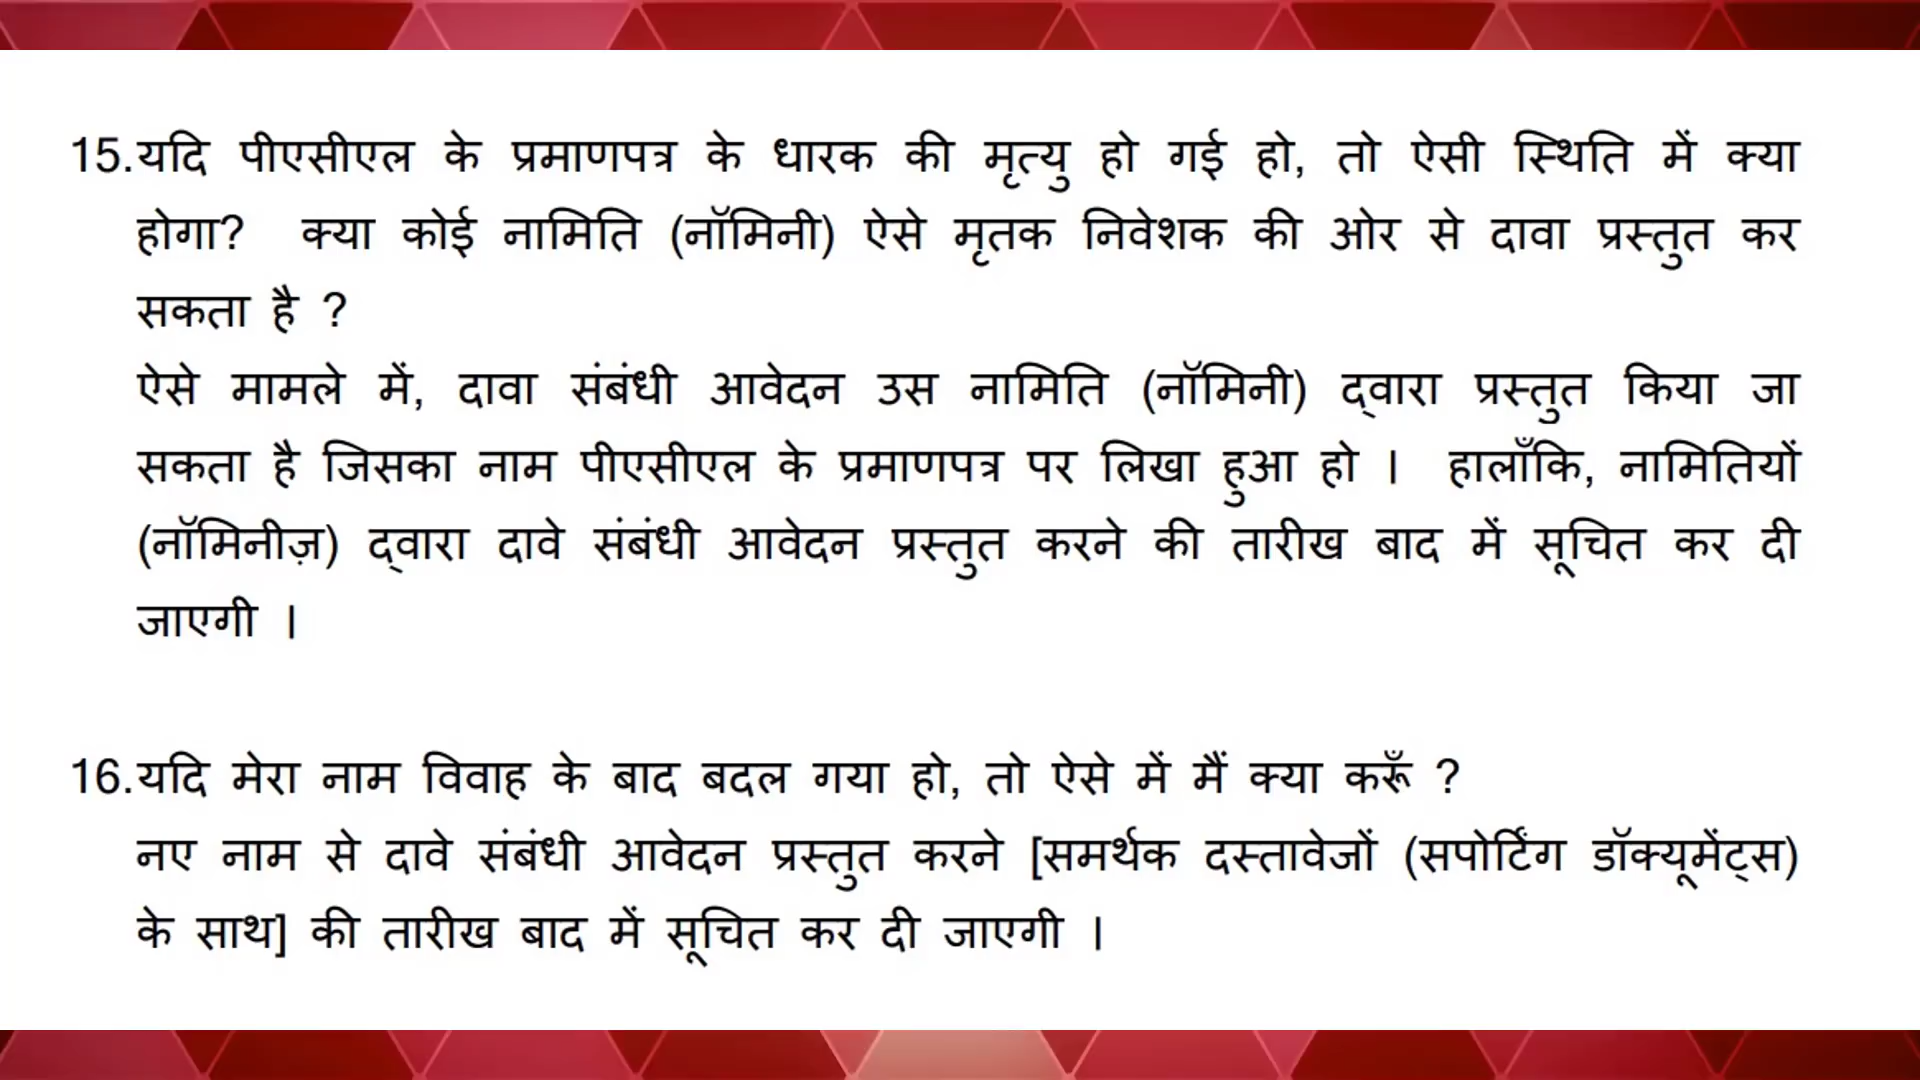 15.यदि पीएसीएल के प्रमाणपत्र के धारक की मृत्यु हो गई हो, तो ऐसी स्थिति में क्या
होगा? क्या कोई नामिति (नॉमिनी) ऐसे मृतक निवेशक की ओर से दावा प्रस्तुत कर
सकता है ?
ऐसे मामले में, दावा संबंधी आवेदन उस नामिति (नॉमिनी) द्वारा प्रस्तुत किया जा
सकता है जिसका नाम पीएसीएल के प्रमाणपत्र पर लिखा हुआ हो । हालाँकि, नामितियों
(नॉमिनीज़) द्वारा दावे संबंधी आवेदन प्रस्तुत करने की तारीख बाद में सूचित कर दी
जाएगी ।
16.यदि मेरा नाम विवाह के बाद बदल गया हो, तो ऐसे में मैं क्या करूँ ?
नए नाम से दावे संबंधी आवेदन प्रस्तुत करने [समर्थक दस्तावेजों (सपोर्टिंग डॉक्यूमेंट्स)
के साथ] की तारीख बाद में सूचित कर दी जाएगी ।